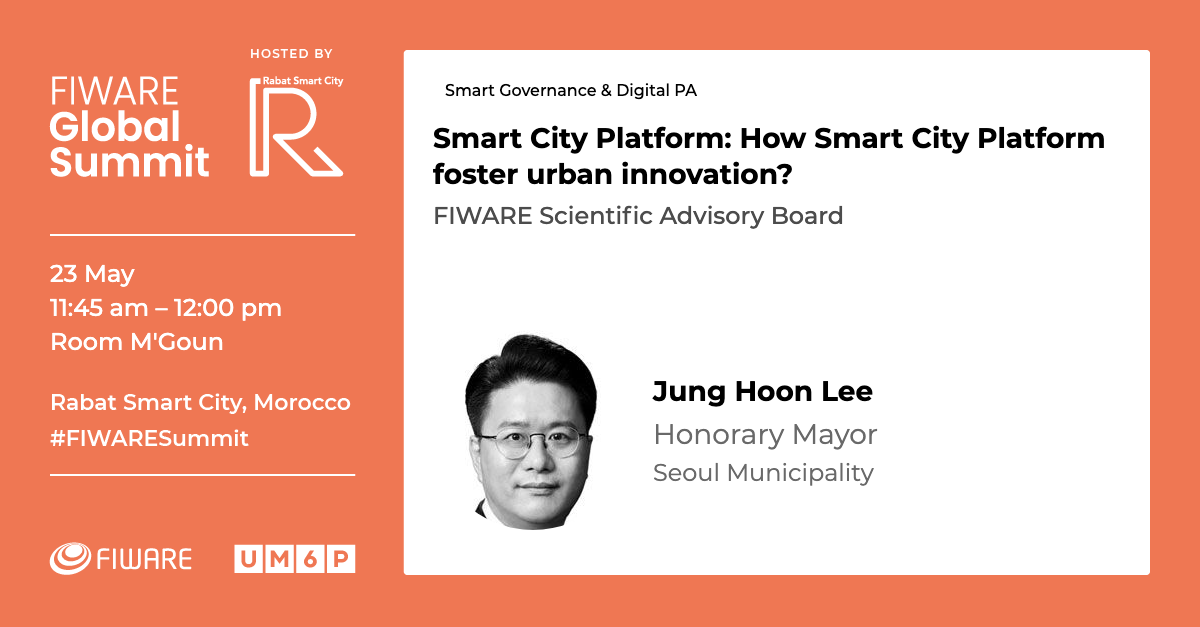 HOSTED BY
FIWARE
Global
Summit
Rabat Smart City
R
23 May
11:45 am – 12:00 pm
Room M'Goun
Rabat Smart City, Morocco
#FIWARESummit
FIWARE
UM6P
Smart Governance & Digital PA
Smart City Platform: How Smart City Platform
foster urban innovation?
FIWARE Scientific Advisory Board
Jung Hoon Lee
Honorary Mayor
Seoul Municipality